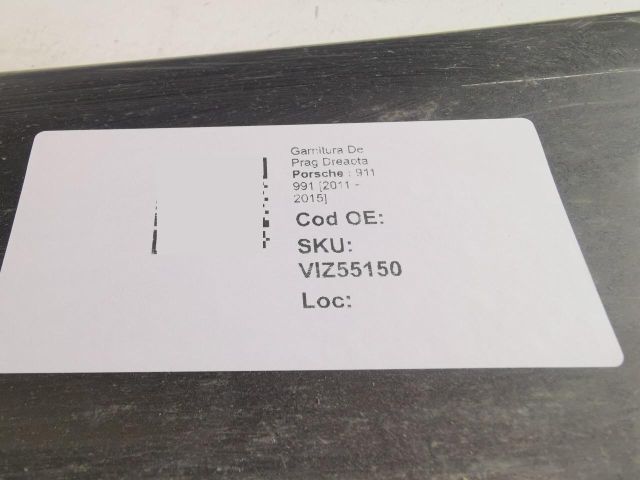 Garnitura De
Prag Dreapta
Porsche : 911
991 [2011 -
2015]
Cod OE:
SKU:
VIZ55150
Loc: